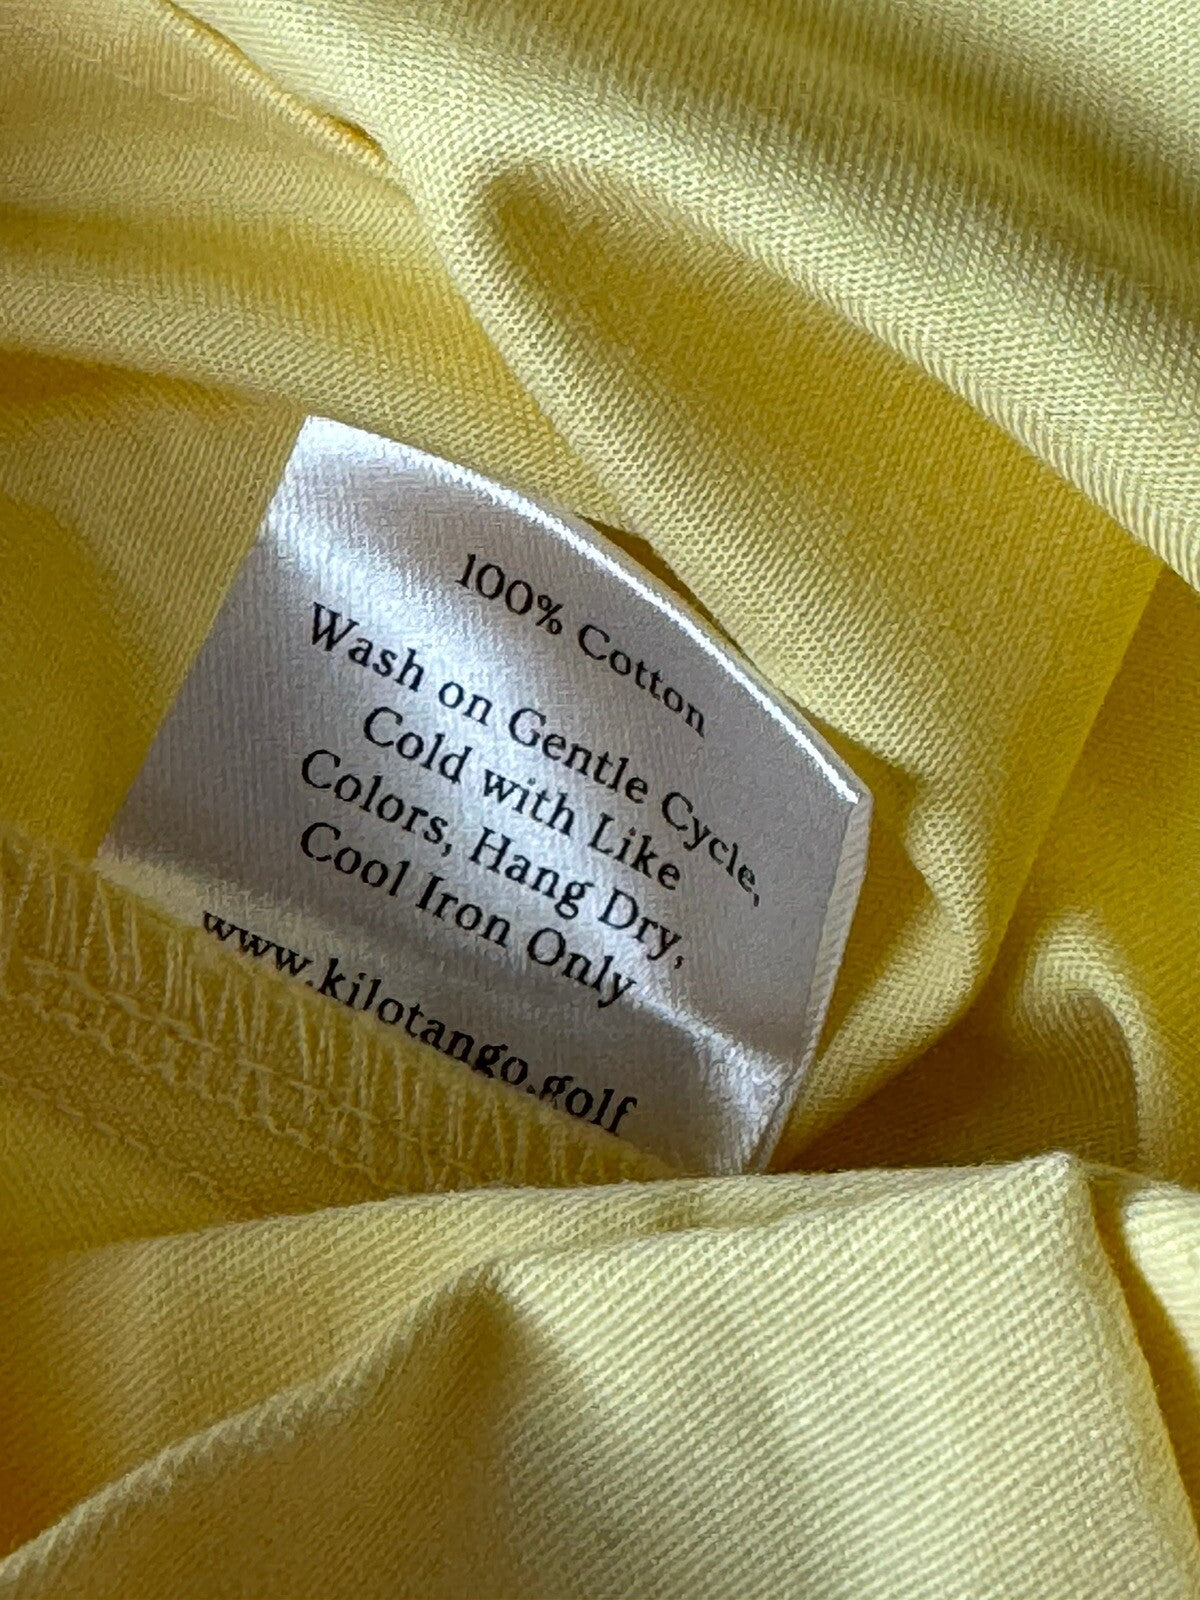 100% Cotton
Wash on Gentle Cycle,
Cold with Like
Colors, Hang Dry,
Cool Iron Only
www.kilotango.golf